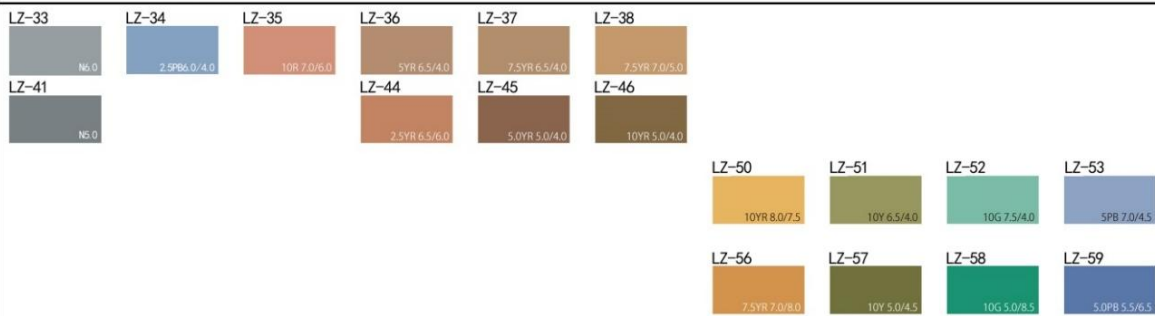 LZ-33 LZ-34 LZ-35 LZ-36 LZ-37 LZ-38
N6.0 2.5PB6.0/4.0 10R 7.0/6.0 5YR 6.5/4.0 7.5YR 6.5/4.0 7.5YR 7.0/5.0
LZ-41 LZ-44 LZ-45 LZ-46
N5.0 2.5YR 6.5/6.0 5.0YR 5.0/4.0 10YR 5.0/4.0
LZ-50 LZ-51 LZ-52 LZ-53
10YR 8.0/7.5 10Y 6.5/4.0 10G 7.5/4.0 5PB 7.0/4.5
LZ-56 LZ-57 LZ-58 LZ-59
7.5YR 7.0/8.0 10Y 5.0/4.5 10G 5.0/8.5 5.0PB 5.5/6.5